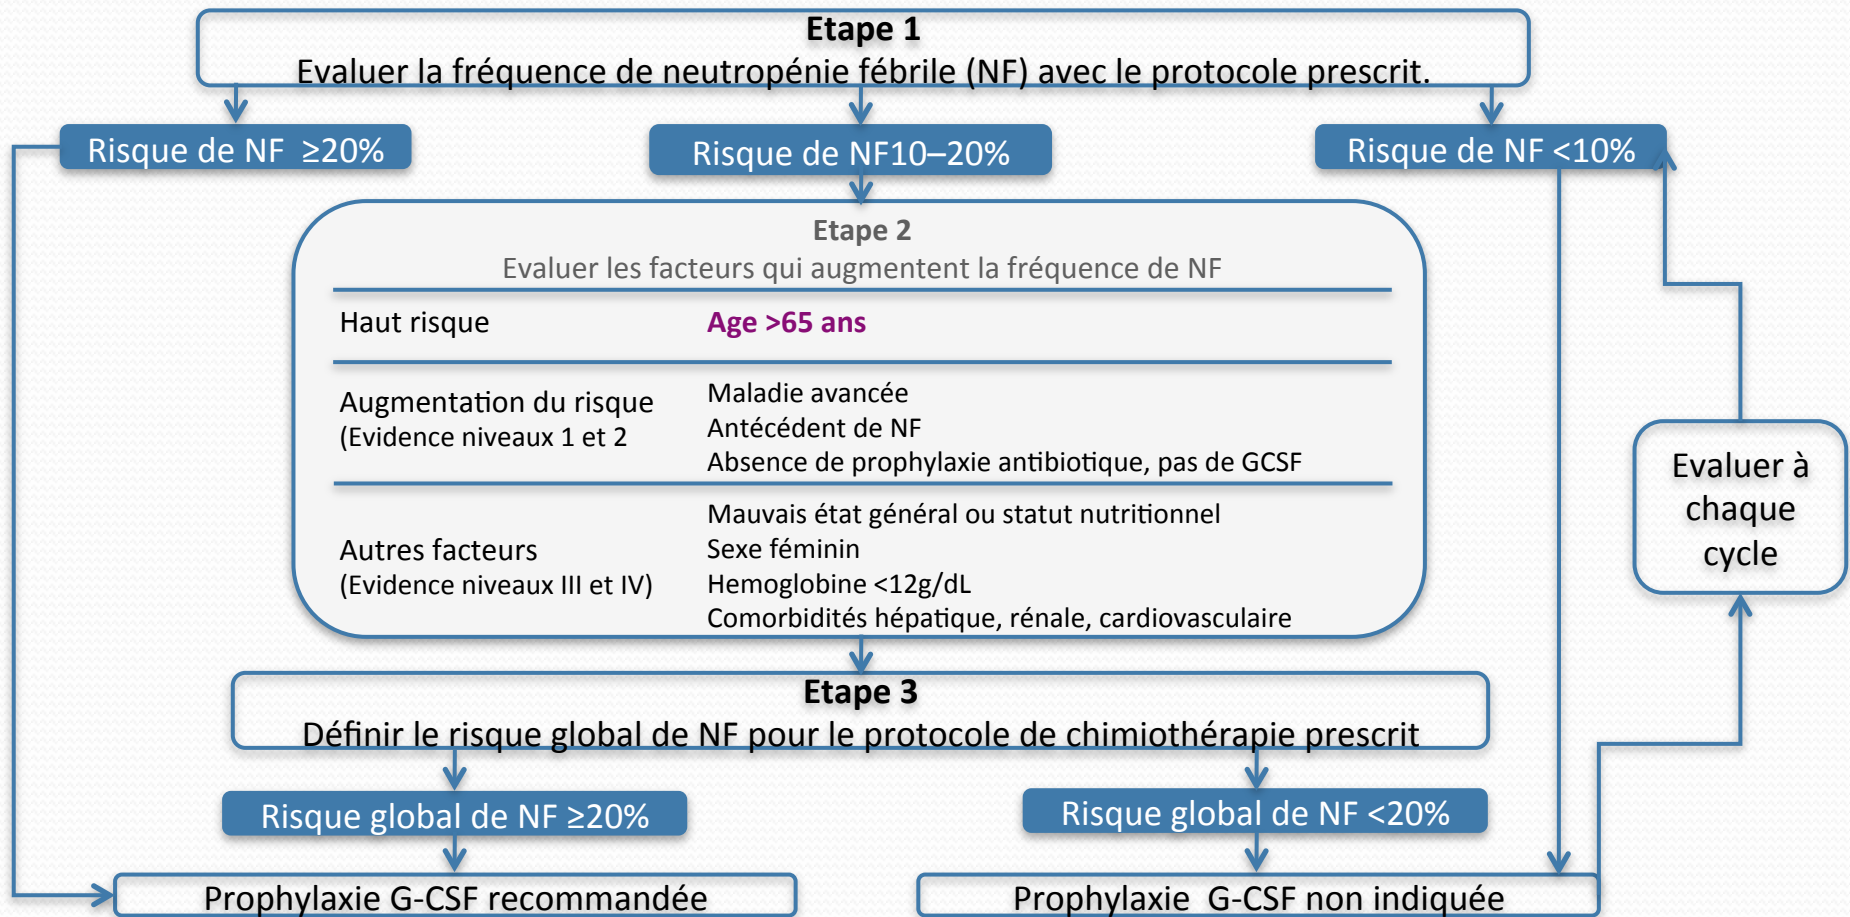 Etape 1
Evaluer la fréquence de neutropénie fébrile (NF) avec le protocole prescrit.
Risque de NF ≥20%
Risque de NF10–20%
Risque de NF <10%
Etape 2
Evaluer les facteurs qui augmentent la fréquence de NF
Haut risque
Age >65 ans
Augmentation du risque
(Evidence niveaux 1 et 2
Maladie avancée
Antécédent de NF
Absence de prophylaxie antibiotique, pas de GCSF
Autres facteurs
(Evidence niveaux III et IV)
Mauvais état général ou statut nutritionnel
Sexe féminin
Hemoglobine <12g/dL
Comorbidités hépatique, rénale, cardiovasculaire
Evaluer à
chaque
cycle
Etape 3
Définir le risque global de NF pour le protocole de chimiothérapie prescrit
Risque global de NF ≥20%
Risque global de NF <20%
Prophylaxie G-CSF recommandée
Prophylaxie G-CSF non indiquée